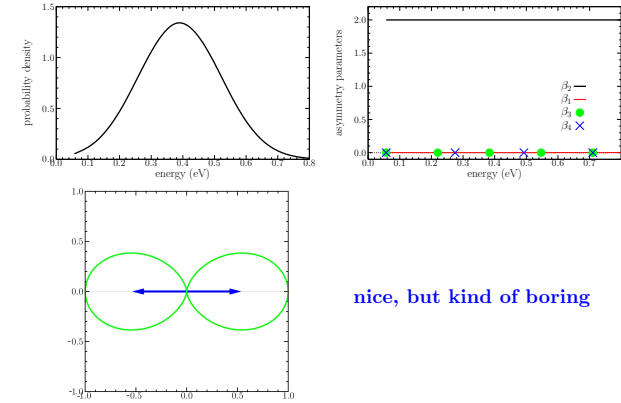 1.5
1.0
0.5
0.0
probability density
0.0 0.1 0.2 0.3 0.4 0.5 0.6 0.7 0.8
energy (eV)
2.0
1.5
1.0
0.5
0.0
asymmetry parameters
β2
β1
β3
β4
0.0 0.1 0.2 0.3 0.4 0.5 0.6 0.7
energy (eV)
1.0
0.5
0.0
-0.5
-1.0
-1.0 -0.5 0.0 0.5 1.0
nice, but kind of boring